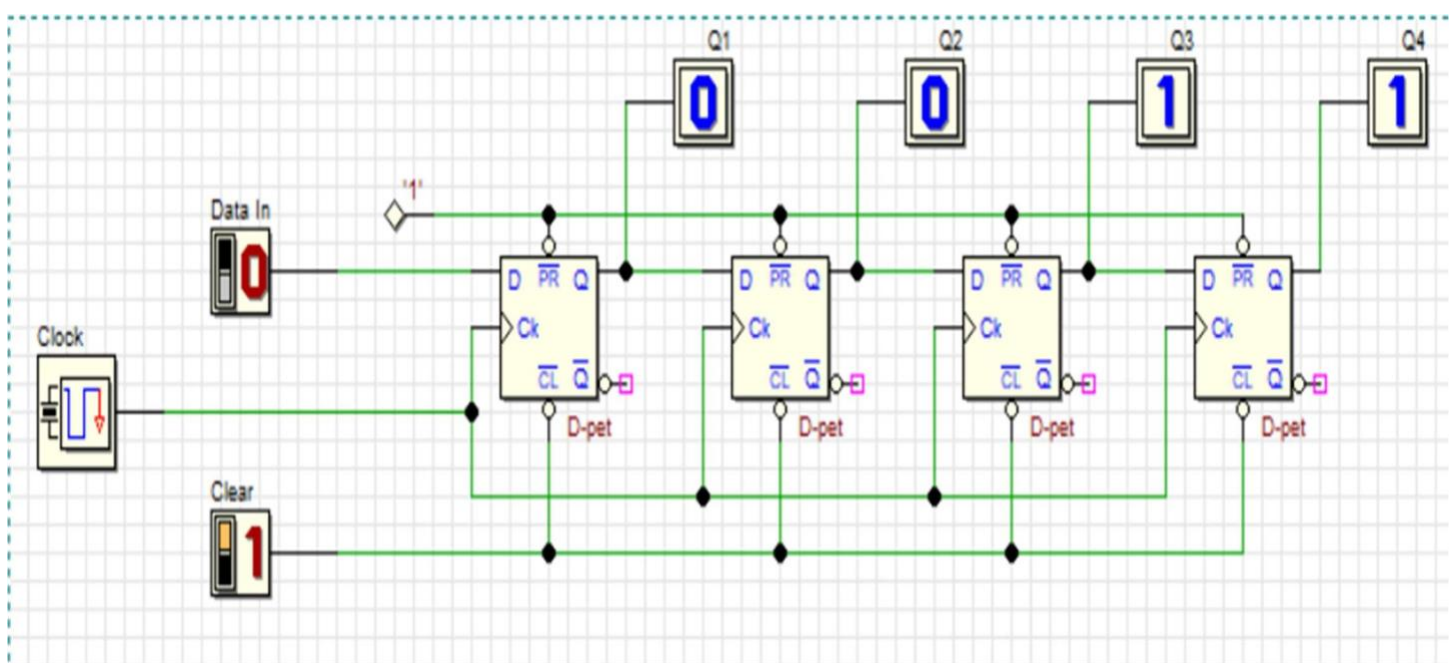 Q1 Q2 Q3 Q4
0 0 1 1
'1'
Data In
0
D PR Q D PR Q D PR Q D PR Q
Clock
Ck Ck Ck Ck
CL Q CL Q CL Q CL Q
D-pet D-pet D-pet D-pet
Clear
1